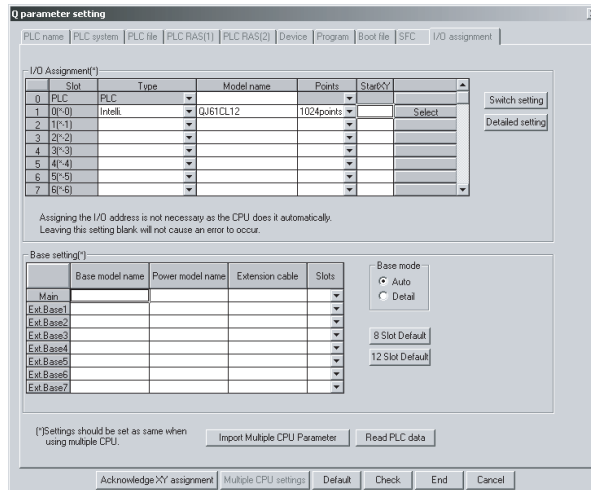 Q parameter setting
PLC name PLC system PLC file PLC RAS(1) PLC RAS(2) Device Program Boot file SFC I/O assignment
I/O Assignment(*)
Slot Type Model name Points StartXY
0 PLC PLC
1 0(*-0) Intelli. QJ61CL12 1024points Select
2 1(*-1)
3 2(*-2)
4 3(*-3)
5 4(*-4)
6 5(*-5)
7 6(*-6)
Switch setting
Detailed setting
Assigning the I/O address is not necessary as the CPU does it automatically.
Leaving this setting blank will not cause an error to occur.
Base setting(*)
Base model name Power model name Extension cable Slots
Main
Ext.Base1
Ext.Base2
Ext.Base3
Ext.Base4
Ext.Base5
Ext.Base6
Ext.Base7
Base mode
Auto
Detail
8 Slot Default
12 Slot Default
(*)Settings should be set as same when
using multiple CPU.
Import Multiple CPU Parameter Read PLC data
Acknowledge XY assignment Multiple CPU settings Default Check End Cancel